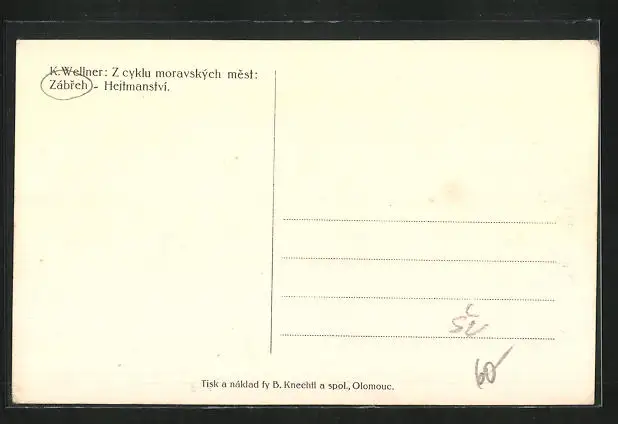 K. Wellner: Z cyklu moravských měst:
Zábřeh - Hejtmanství.
60
Tisk a náklad fy B. Knechtl a spol., Olomouc.